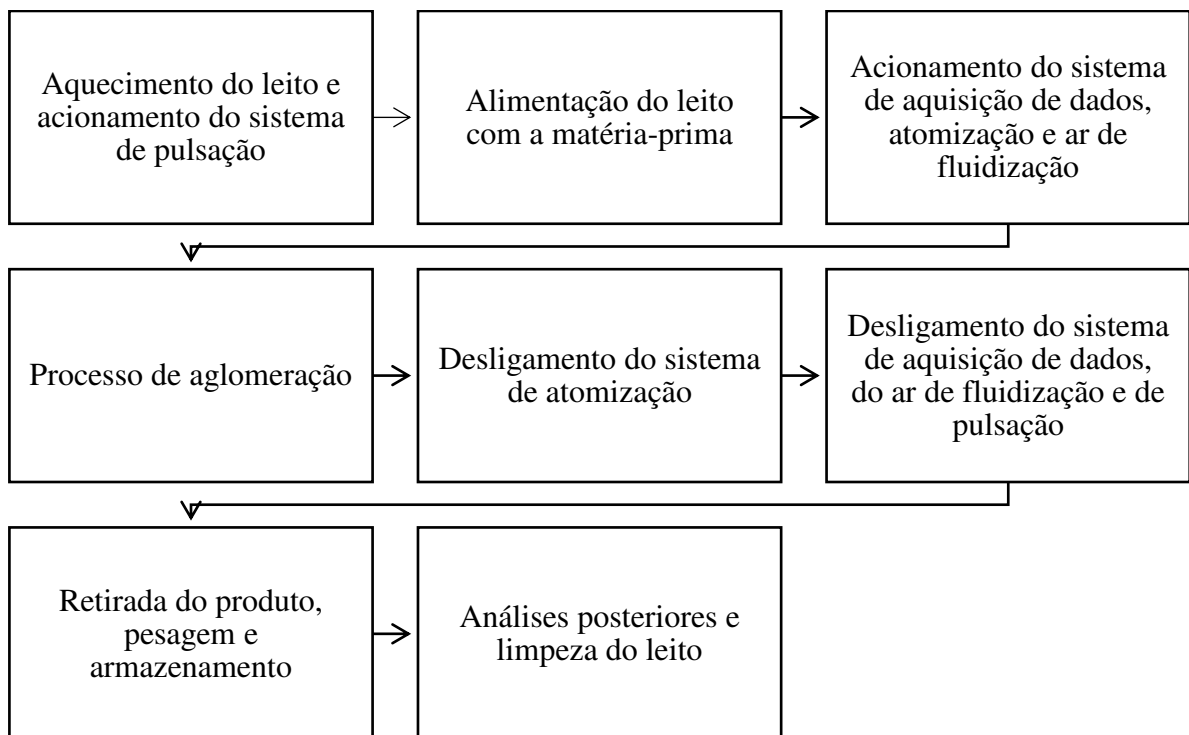 Aquecimento do leito e
acionamento do sistema
de pulsação
Alimentação do leito
com a matéria-prima
Acionamento do sistema
de aquisição de dados,
atomização e ar de
fluidização
Processo de aglomeração
Desligamento do sistema
de atomização
Desligamento do sistema
de aquisição de dados,
do ar de fluidização e de
pulsação
Retirada do produto,
pesagem e
armazenamento
Análises posteriores e
limpeza do leito